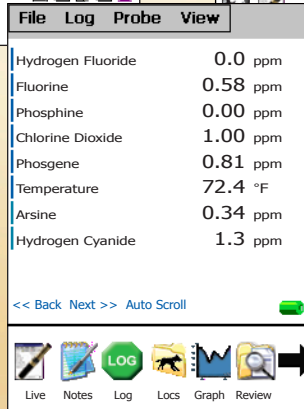 File Log Probe View
Hydrogen Fluoride 0.0 ppm
Fluorine 0.58 ppm
Phosphine 0.00 ppm
Chlorine Dioxide 1.00 ppm
Phosgene 0.81 ppm
Temperature 72.4 °F
Arsine 0.34 ppm
Hydrogen Cyanide 1.3 ppm
<< Back Next >> Auto Scroll
LOG
Live Notes Log Locs Graph Review